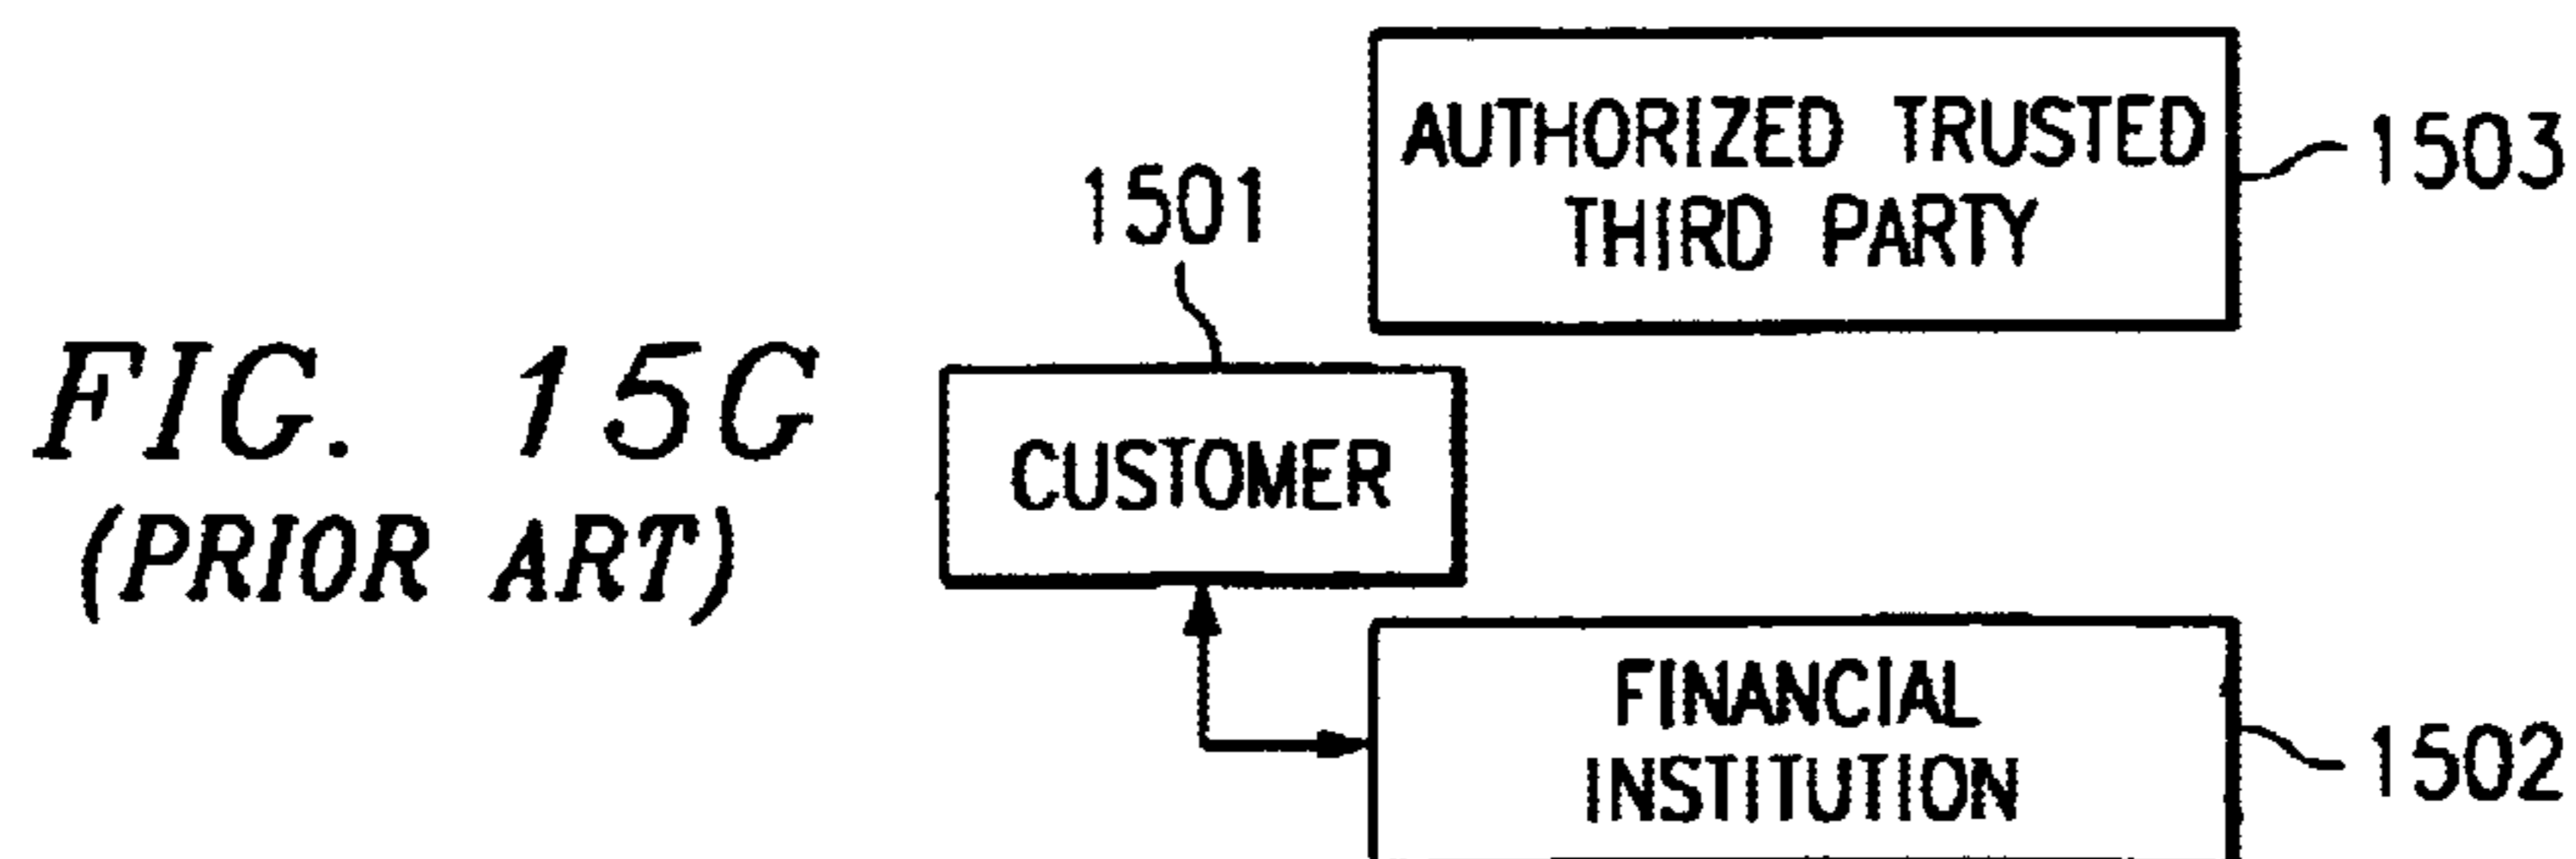 FIG. 15G
(PRIOR ART)
1501
CUSTOMER
AUTHORIZED TRUSTED
THIRD PARTY
1503
FINANCIAL
INSTITUTION
1502